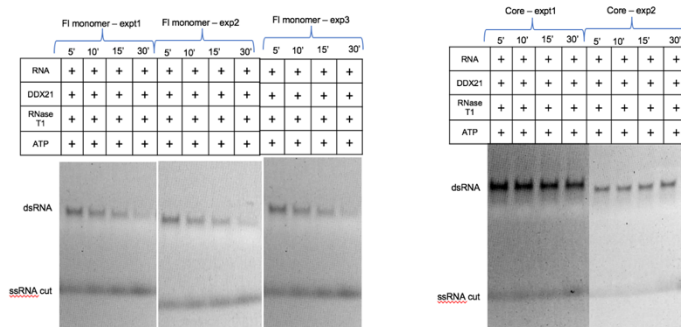 Fl monomer – expt1 Fl monomer – exp2 Fl monomer – exp3
5' 10' 15' 30' 5' 10' 15' 30' 5' 10' 15' 30'
RNA + + + + + + + + + + + +
DDX21 + + + + + + + + + + + +
RNase T1 + + + + + + + + + + + +
ATP + + + + + + + + + + + +
dsRNA
ssRNA cut
Core – expt1 Core – exp2
5' 10' 15' 30' 5' 10' 15' 30'
RNA + + + + + + + +
DDX21 + + + + + + + +
RNase T1 + + + + + + + +
ATP + + + + + + + +
dsRNA
ssRNA cut